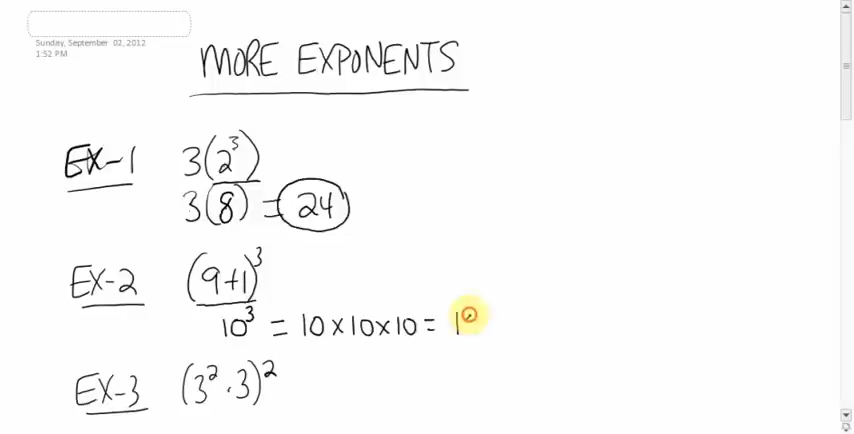 Sunday, September 02, 2012
1:52 PM
MORE EXPONENTS
EX-1 3(2³)
3(8) = 24
EX-2 (9+1)³
10³ = 10×10×10 = 1
EX-3 (3²·3)²